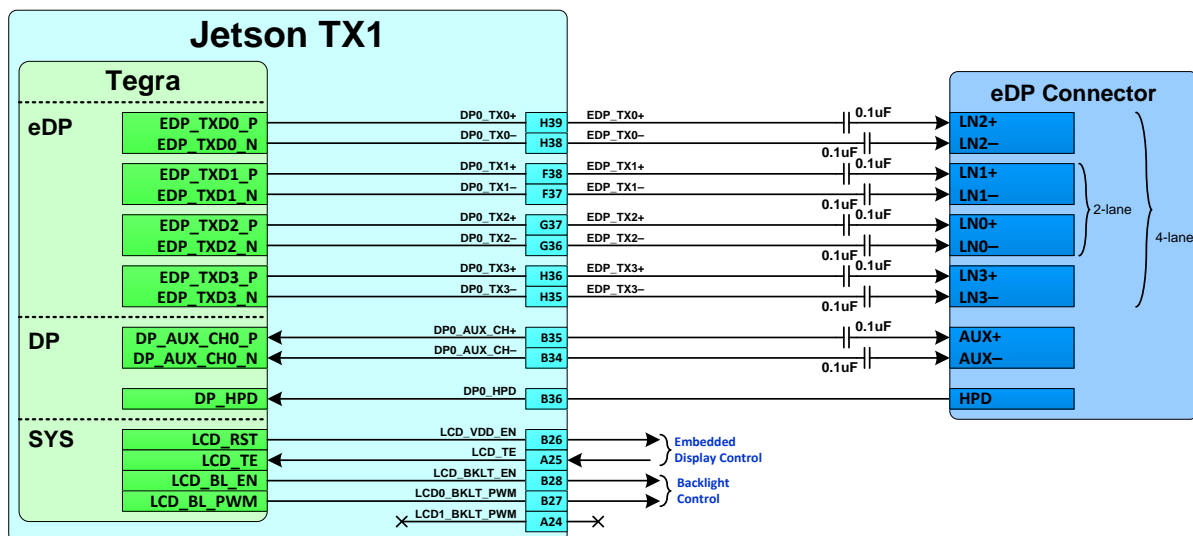 Jetson TX1
Tegra
eDP Connector
eDP
EDP_TXD0_P DP0_TX0+ H39 EDP_TX0+ 0.1uF LN2+
EDP_TXD0_N DP0_TX0– H38 EDP_TX0– 0.1uF LN2–
EDP_TXD1_P DP0_TX1+ F38 EDP_TX1+ 0.1uF LN1+
EDP_TXD1_N DP0_TX1– F37 EDP_TX1– 0.1uF LN1–
2-lane
EDP_TXD2_P DP0_TX2+ G37 EDP_TX2+ 0.1uF LN0+
EDP_TXD2_N DP0_TX2– G36 EDP_TX2– 0.1uF LN0–
4-lane
EDP_TXD3_P DP0_TX3+ H36 EDP_TX3+ 0.1uF LN3+
EDP_TXD3_N DP0_TX3– H35 EDP_TX3– 0.1uF LN3–
DP
DP_AUX_CH0_P DP0_AUX_CH+ B35 0.1uF AUX+
DP_AUX_CH0_N DP0_AUX_CH– B34 0.1uF AUX–
DP_HPD DP0_HPD B36 HPD
SYS
LCD_RST LCD_VDD_EN B26
LCD_TE LCD_TE A25
Embedded
Display Control
LCD_BL_EN LCD_BKLT_EN B28
LCD_BL_PWM LCD0_BKLT_PWM B27
Backlight
Control
LCD1_BKLT_PWM A24